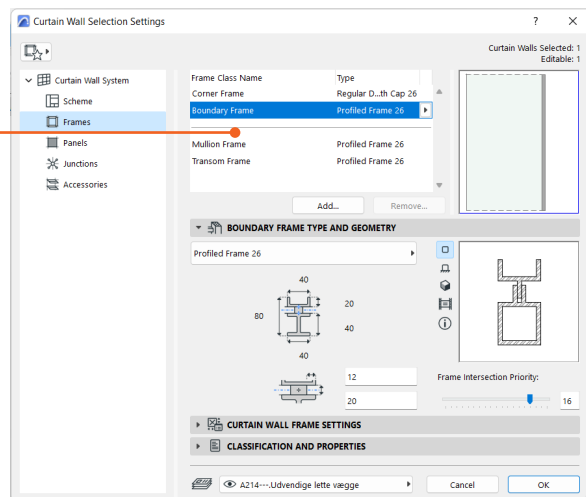 Curtain Wall Selection Settings
Curtain Walls Selected: 1
Editable: 1
Curtain Wall System
Scheme
Frames
Panels
Junctions
Accessories
Frame Class Name Type
Corner Frame Regular D...th Cap 26
Boundary Frame Profiled Frame 26
Mullion Frame Profiled Frame 26
Transom Frame Profiled Frame 26
Add... Remove...
BOUNDARY FRAME TYPE AND GEOMETRY
Profiled Frame 26
40
80
20
40
40
12
20
Frame Intersection Priority:
16
CURTAIN WALL FRAME SETTINGS
CLASSIFICATION AND PROPERTIES
A214---.Udvendige lette vægge
Cancel OK